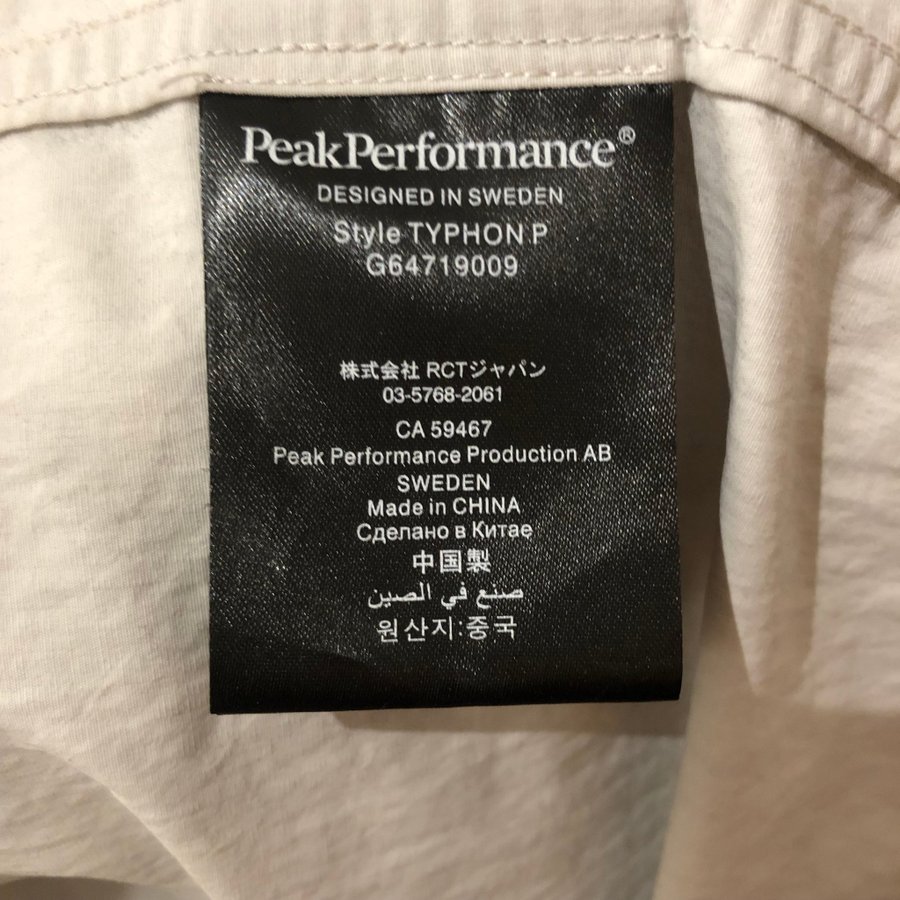 PeakPerformance®
DESIGNED IN SWEDEN
Style TYPHON P
G64719009
株式会社 RCTジャパン
03-5768-2061
CA 59467
Peak Performance Production AB
SWEDEN
Made in CHINA
Сделано в Китае
中国製
صنع في الصين
원산지:중국